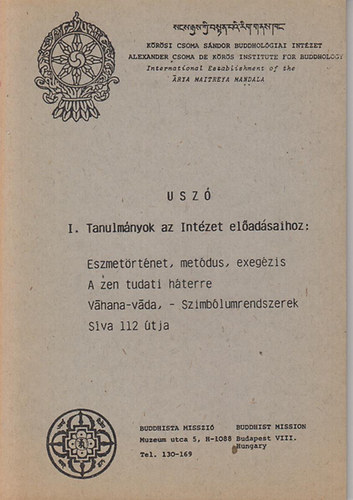 KŐRÖSI CSOMA SÁNDOR BUDDHOLÓGIAI INTÉZET
ALEXANDER CSOMA DE KŐRÖS INSTITUTE FOR BUDDHOLOGY
International Establishment of the
ĀRYA MAITREYA MANDALA
USZÓ
I. Tanulmányok az Intézet előadásaihoz:
Eszmetörténet, metódus, exegézis
A zen tudati háterre
Vāhana-vāda, - Szimbólumrendszerek
Siva 112 útja
BUDDHISTA MISSZIÓ BUDDHIST MISSION
Muzeum utca 5, H-1088 Budapest VIII.
Hungary
Tel. 130-169